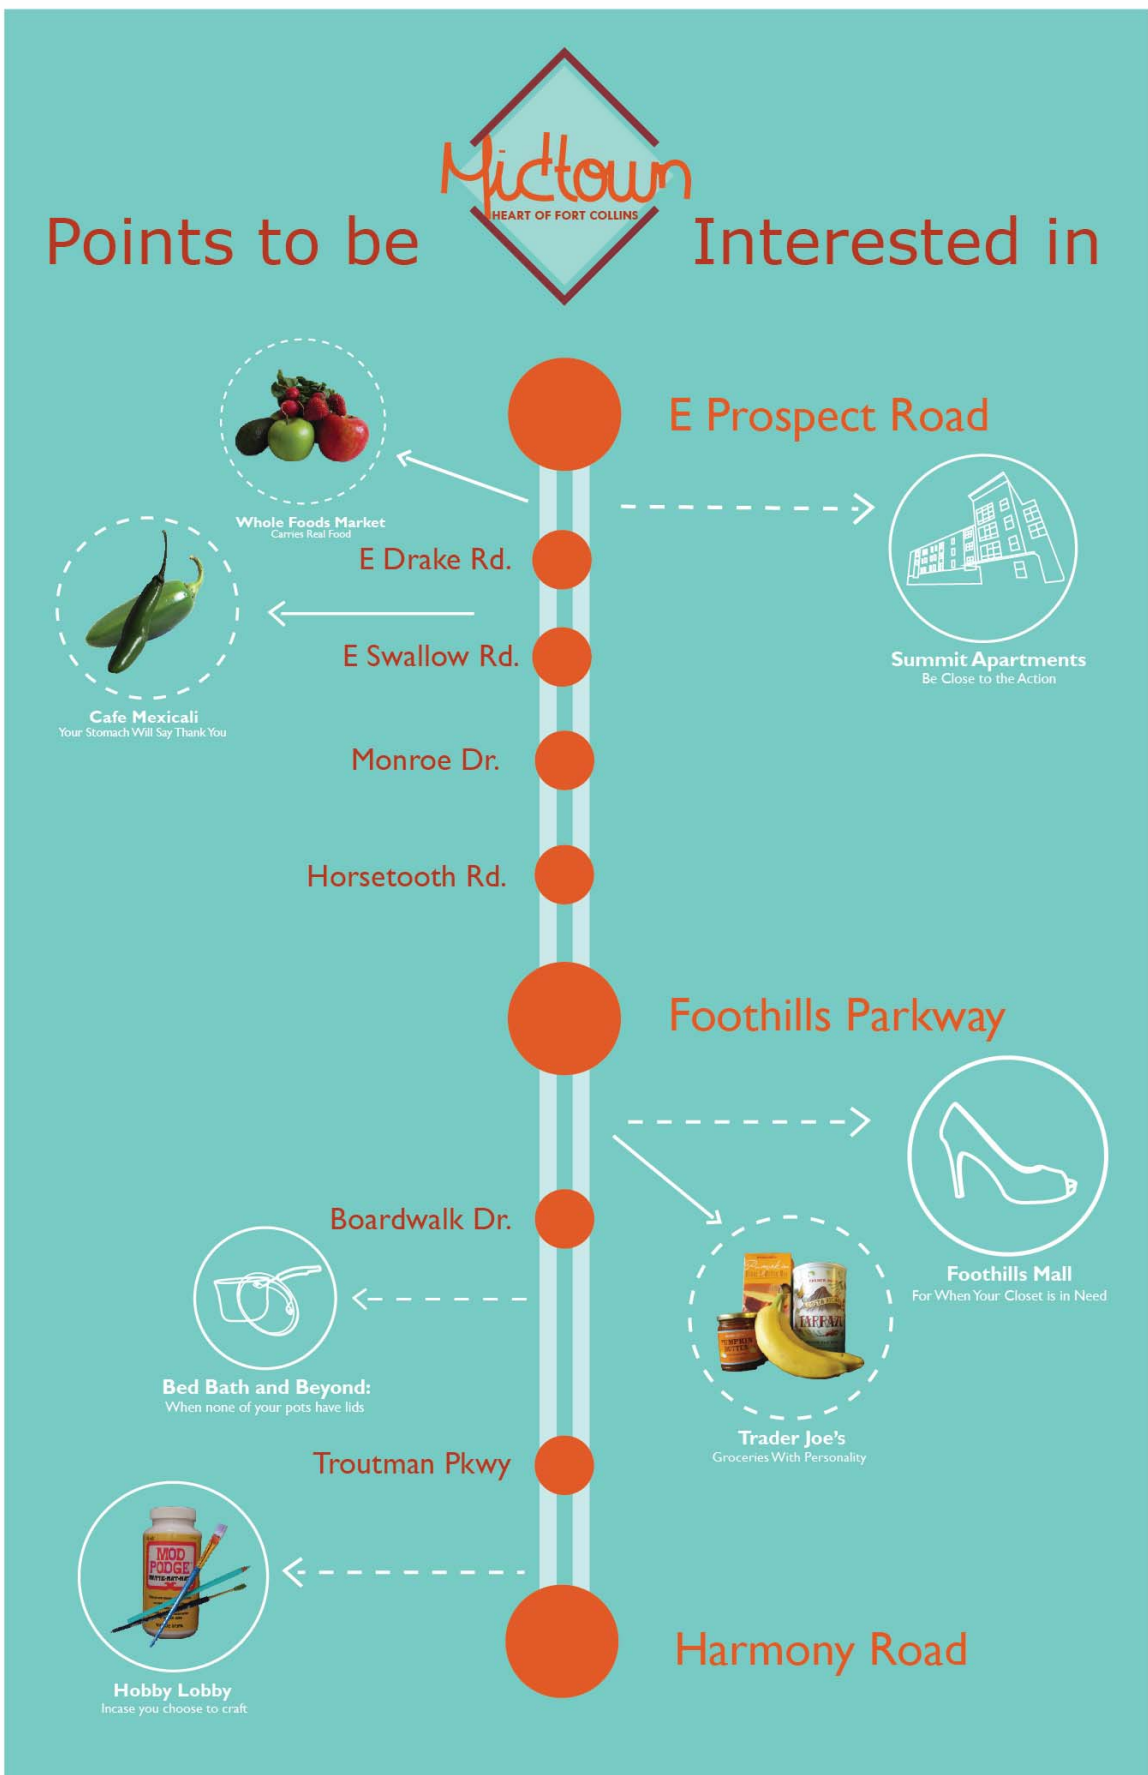 Midtown
HEART OF FORT COLLINS
Points to be Interested in
E Prospect Road
Whole Foods Market
Carries Real Food
E Drake Rd.
Summit Apartments
Be Close to the Action
E Swallow Rd.
Cafe Mexicali
Your Stomach Will Say Thank You
Monroe Dr.
Horsetooth Rd.
Foothills Parkway
Boardwalk Dr.
Foothills Mall
For When Your Closet is in Need
PUMPKIN
BUTTER
Bed Bath and Beyond:
When none of your pots have lids
Trader Joe's
Groceries With Personality
Troutman Pkwy
MOD
PODGE
Harmony Road
Hobby Lobby
Incase you choose to craft